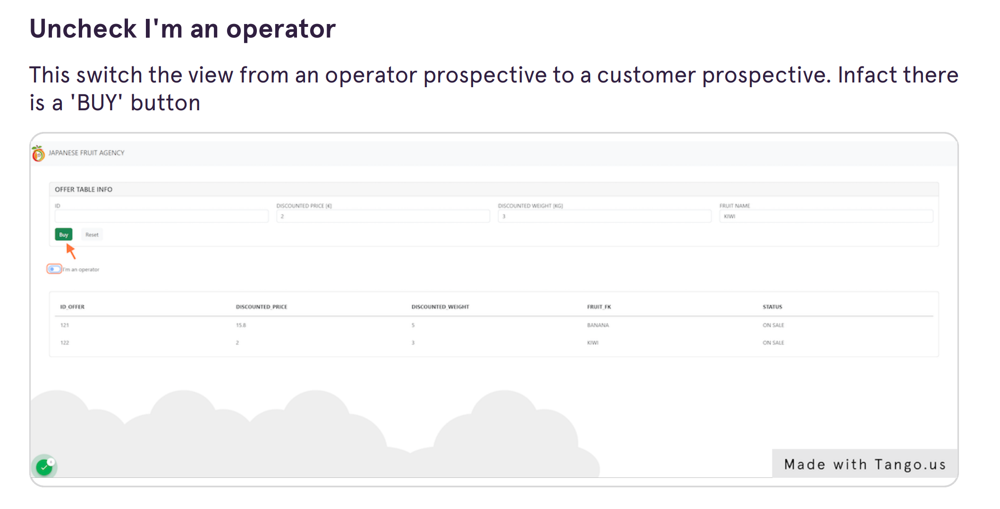 Uncheck I'm an operator
This switch the view from an operator prospective to a customer prospective. Infact there
is a 'BUY' button
JAPANESE FRUIT AGENCY
OFFER TABLE INFO
ID DISCOUNTED PRICE [€] DISCOUNTED WEIGHT [KG] FRUIT NAME
2 3 KIWI
Buy Reset
I'm an operator
ID_OFFER DISCOUNTED_PRICE DISCOUNTED_WEIGHT FRUIT_FK STATUS
121 15.8 5 BANANA ON SALE
122 2 3 KIWI ON SALE
Made with Tango.us